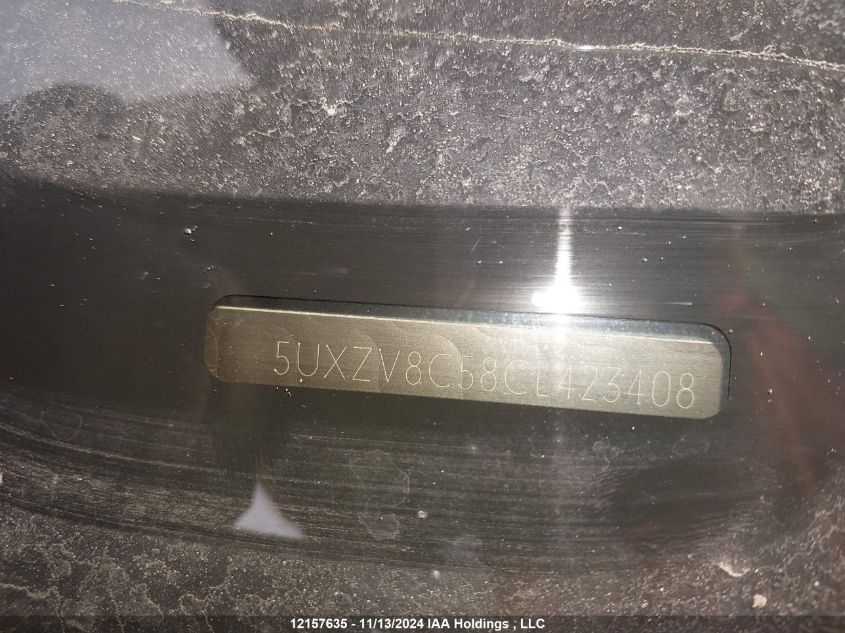 5UXZV8C58CL423408
12157635 - 11/13/2024 IAA Holdings , LLC